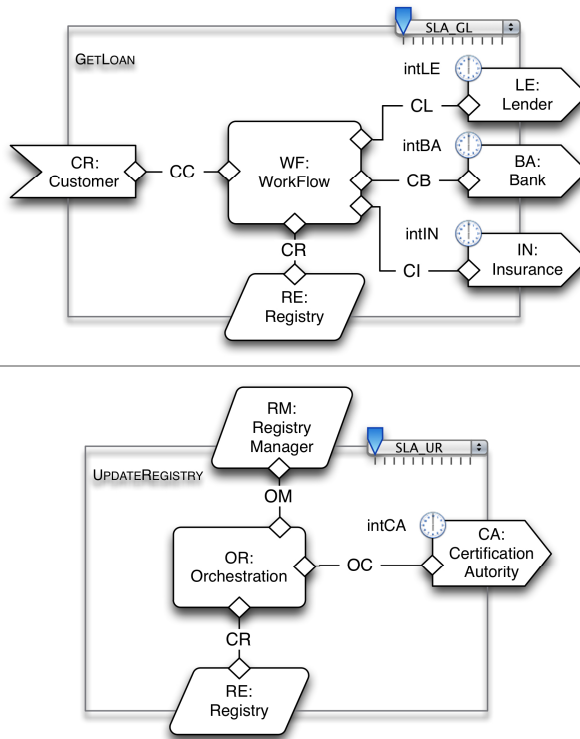 SLA_GL
GETLOAN
intLE
LE:
Lender
CL
intBA
CR:
Customer
CC
WF:
WorkFlow
BA:
Bank
CB
intIN
CR
IN:
Insurance
CI
RE:
Registry
RM:
Registry
Manager
SLA_UR
UPDATEREGISTRY
OM
intCA
OR:
Orchestration
OC
CA:
Certification
Autority
CR
RE:
Registry